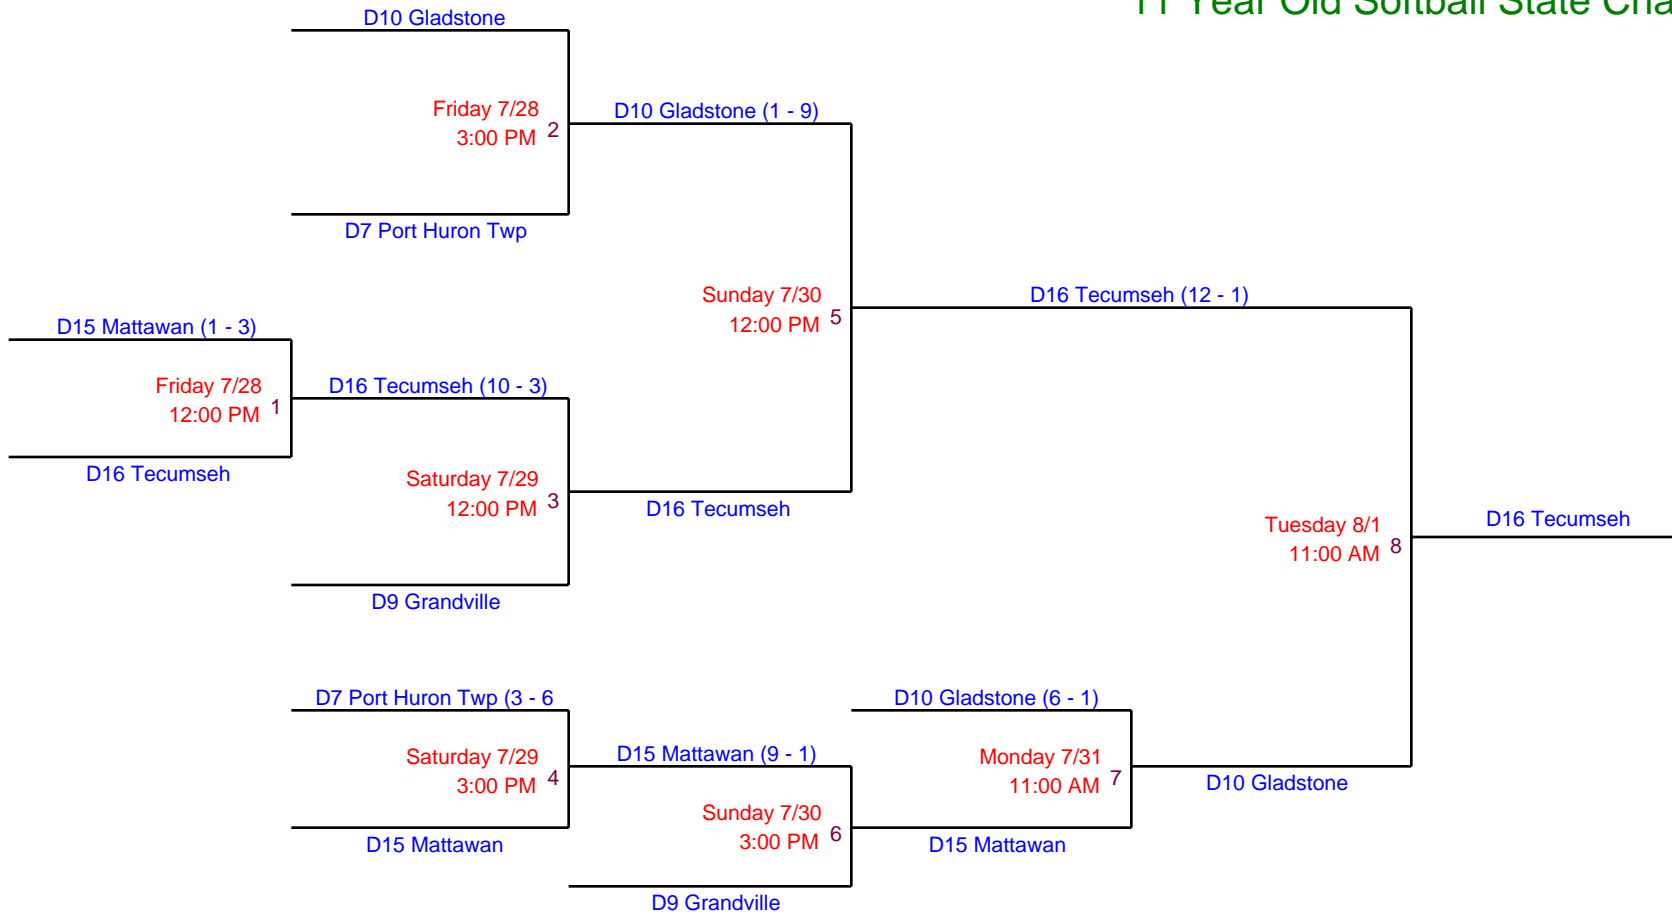 11 Year Old Softball State
D10 Gladstone
Friday 7/28
3:00 PM 2
D10 Gladstone (1 - 9)
D7 Port Huron Twp
Sunday 7/30
12:00 PM 5
D16 Tecumseh (12 - 1)
D15 Mattawan (1 - 3)
Friday 7/28
12:00 PM 1
D16 Tecumseh (10 - 3)
D16 Tecumseh
Saturday 7/29
12:00 PM 3
D16 Tecumseh
D9 Grandville
Tuesday 8/1
11:00 AM 8
D16 Tecumseh
D7 Port Huron Twp (3 - 6
Saturday 7/29
3:00 PM 4
D15 Mattawan (9 - 1)
D15 Mattawan
Sunday 7/30
3:00 PM 6
D9 Grandville
D10 Gladstone (6 - 1)
Monday 7/31
11:00 AM 7
D15 Mattawan
D10 Gladstone